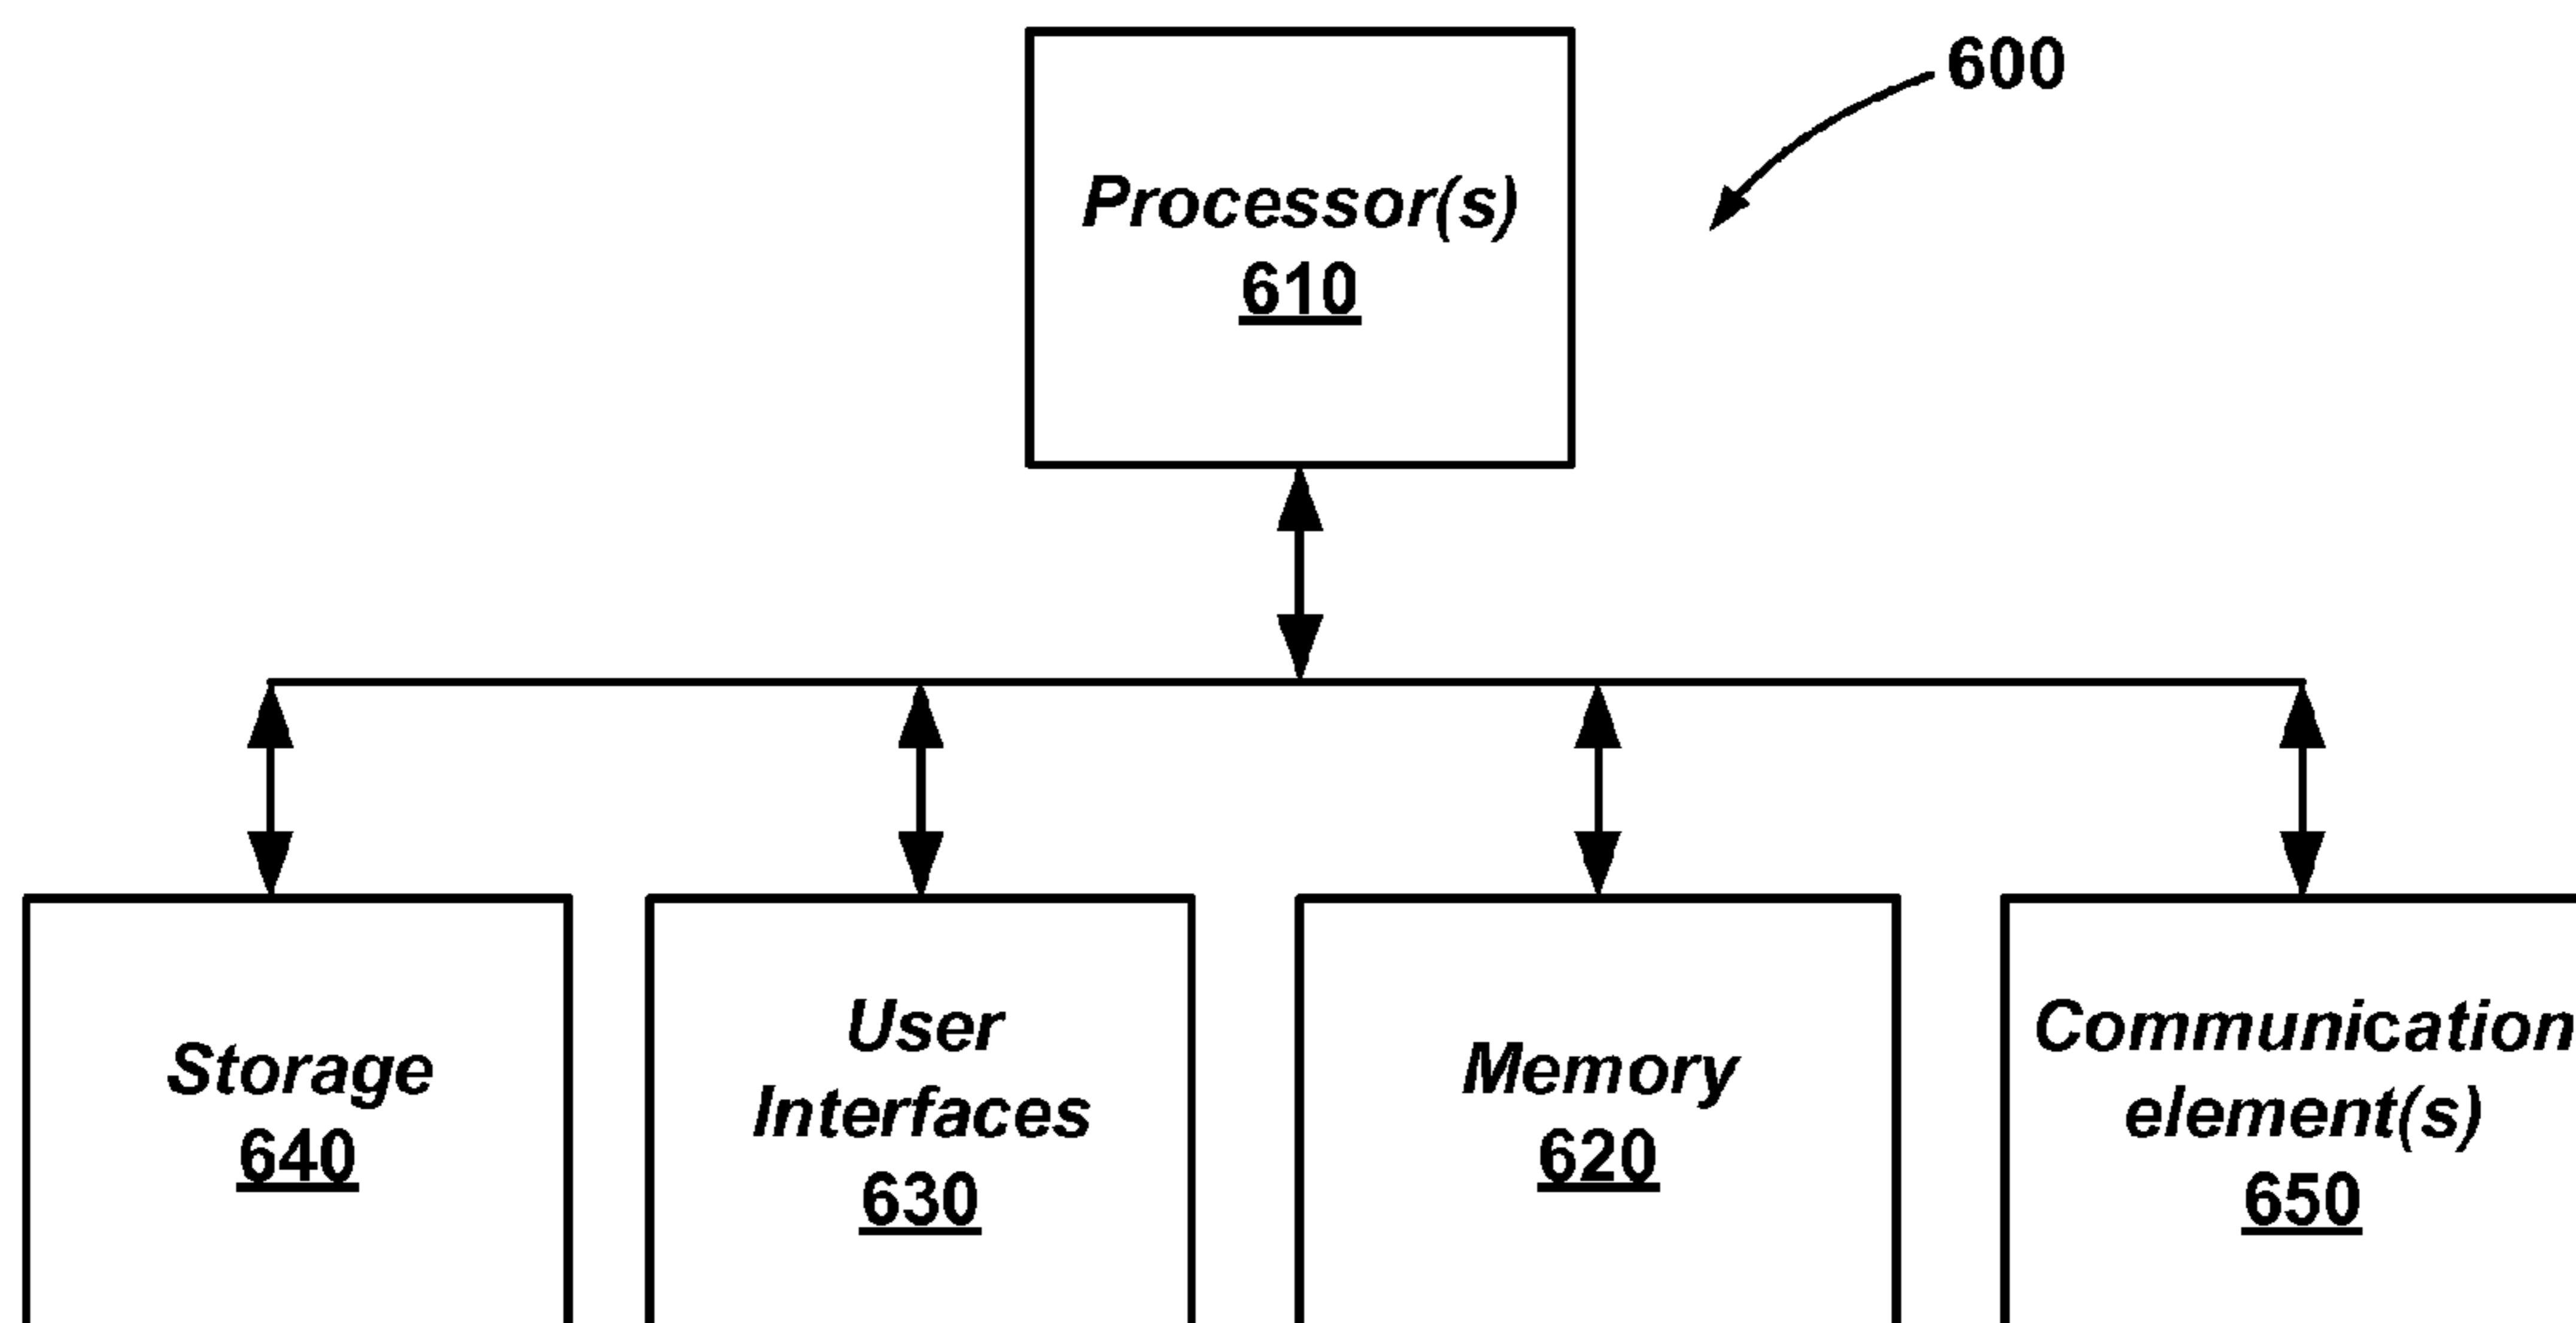 600
Processor(s)
610
Storage
640
User
Interfaces
630
Memory
620
Communication
element(s)
650